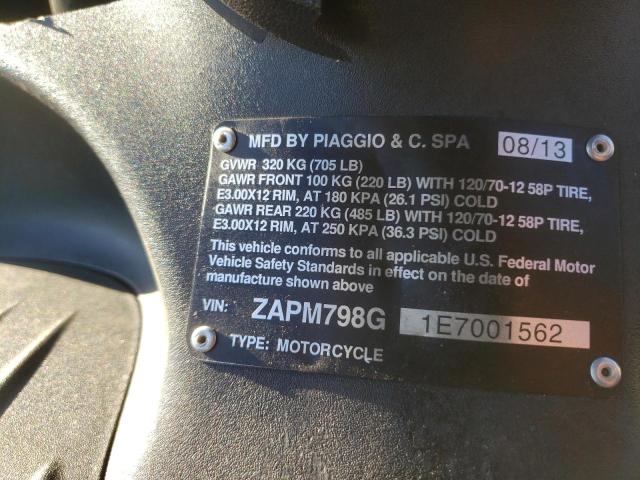 MFD BY PIAGGIO & C. SPA 08/13
GVWR 320 KG (705 LB)
GAWR FRONT 100 KG (220 LB) WITH 120/70-12 58P TIRE,
E3.00X12 RIM, AT 180 KPA (26.1 PSI) COLD
GAWR REAR 220 KG (485 LB) WITH 120/70-12 58P TIRE,
E3.00X12 RIM, AT 250 KPA (36.3 PSI) COLD
This vehicle conforms to all applicable U.S. Federal Motor
Vehicle Safety Standards in effect on the date of
manufacture shown above
VIN: ZAPM798G 1E7001562
TYPE: MOTORCYCLE